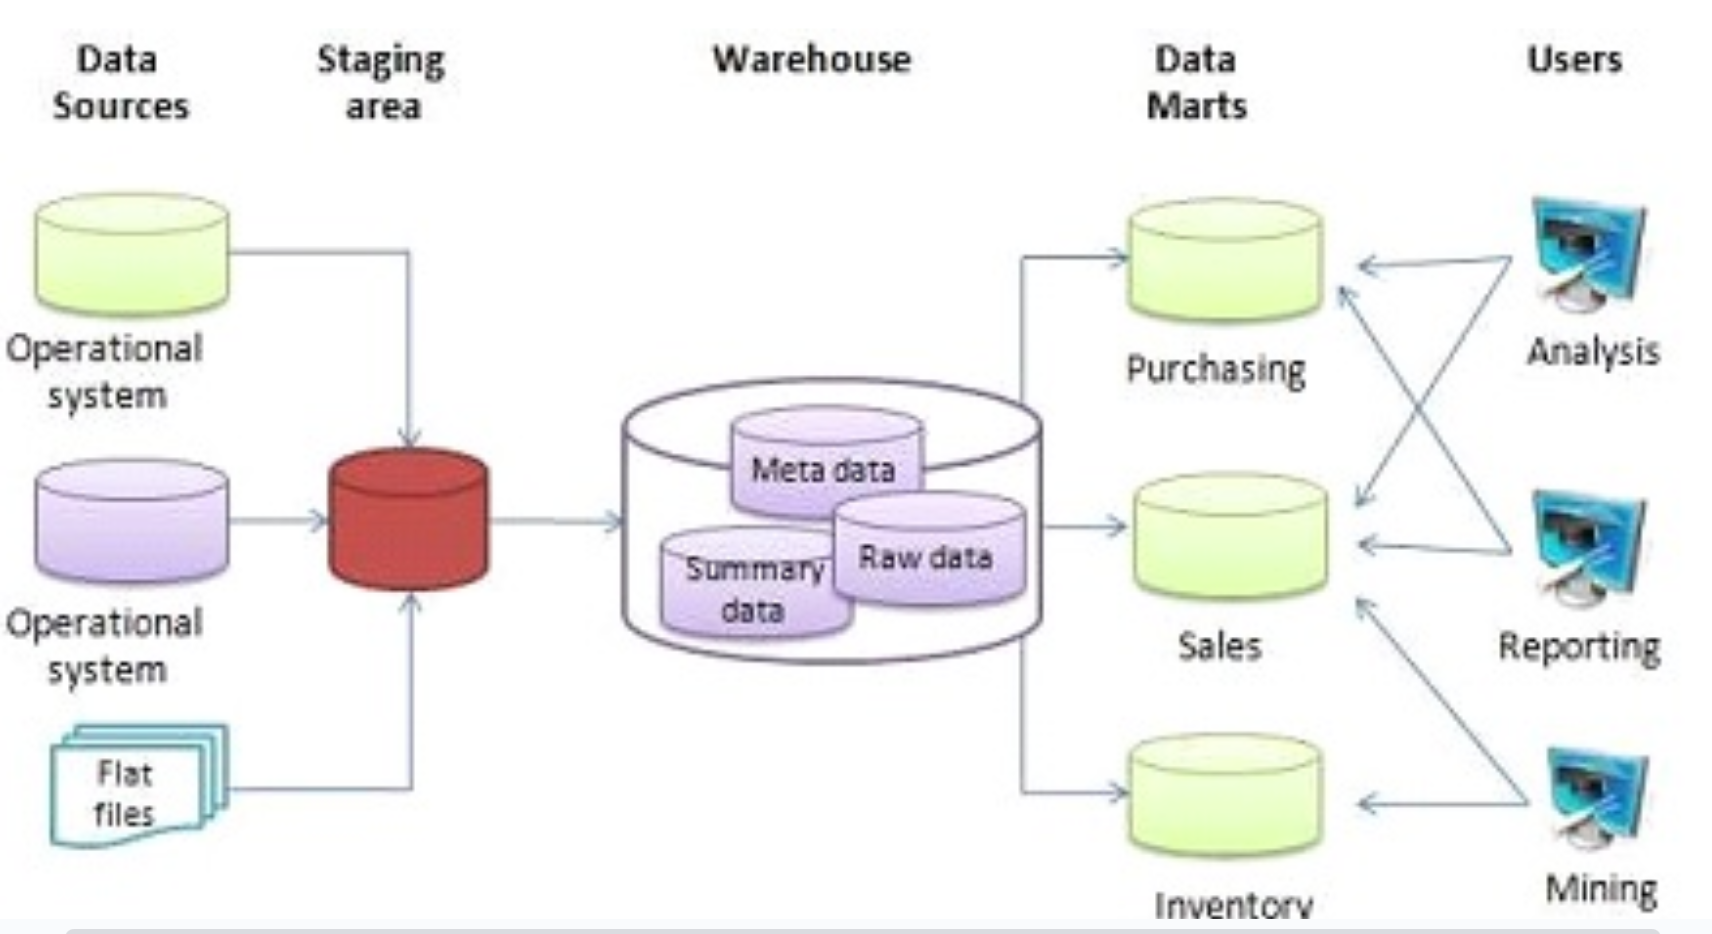 Data
Sources
Staging
area
Warehouse
Data
Marts
Users
Operational
system
Operational
system
Flat
files
Meta data
Raw data
Summary
data
Purchasing
Sales
Inventory
Analysis
Reporting
Mining